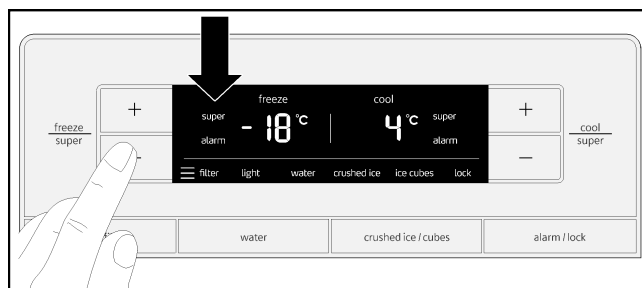 freeze
super
+
-
freeze
cool
super
alarm
- 18 °C
4 °C
super
alarm
filter
light
water
crushed ice
ice cubes
lock
+
-
cool
super
water
crushed ice / cubes
alarm / lock